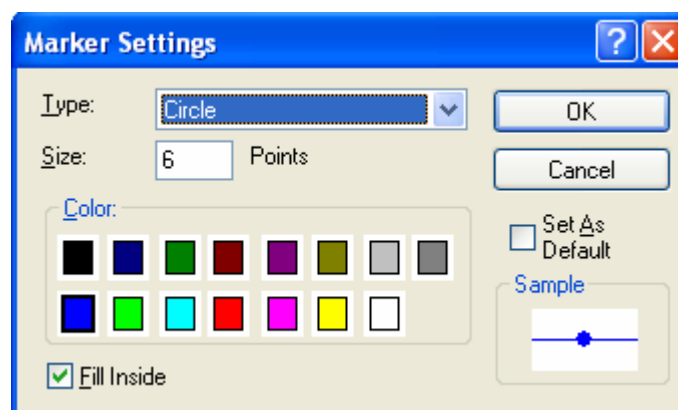 Marker Settings
Type: Circle OK
Size: 6 Points Cancel
Color:
Set As
Default
Sample
Fill Inside